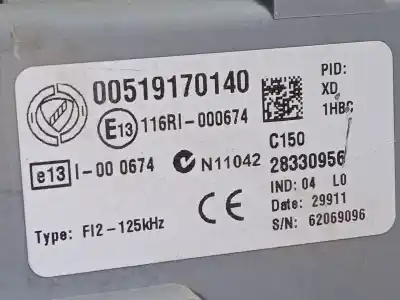 00519170140
E13 116RI-000674
e13 I-00 0674
N11042
Type: FI2-125kHz
CE
PID:
XD
1HBC
C150
28330956
IND: 04 L0
Date: 29911
S/N: 62069096